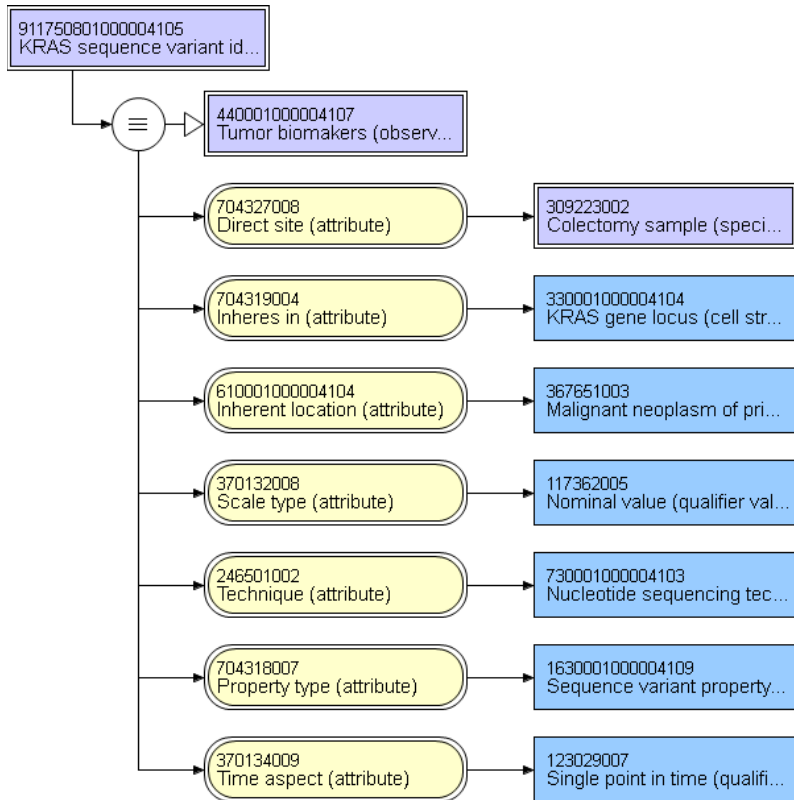 911750801000004105
KRAS sequence variant id...
440001000004107
Tumor biomakers (observ...
704327008
Direct site (attribute)
309223002
Colectomy sample (speci...
704319004
Inheres in (attribute)
330001000004104
KRAS gene locus (cell str...
610001000004104
Inherent location (attribute)
367651003
Malignant neoplasm of pri...
370132008
Scale type (attribute)
117362005
Nominal value (qualifier val...
246501002
Technique (attribute)
730001000004103
Nucleotide sequencing tec...
704318007
Property type (attribute)
1630001000004109
Sequence variant property...
370134009
Time aspect (attribute)
123029007
Single point in time (qualifi...